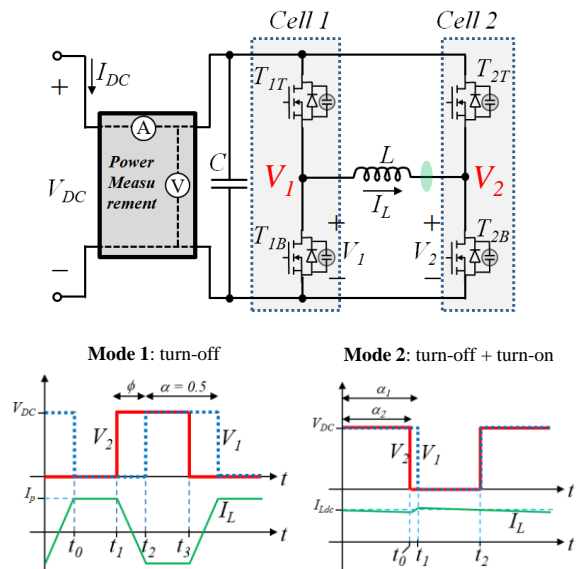 Cell 1 Cell 2
I_DC
+
T_1T T_2T
A
Power
Measu
rement
V
V_DC
C
L
V_1 V_2
I_L
+ +
T_1B V_1 V_2 T_2B
− − −
Mode 1: turn-off Mode 2: turn-off + turn-on
ϕ α = 0.5
V_DC
V_2 V_1
t
I_p
I_L
t
t_0 t_1 t_2 t_3
α_1
α_2
V_DC
V_2 V_1
t
I_Ldc
I_L
t
t_0 t_1 t_2